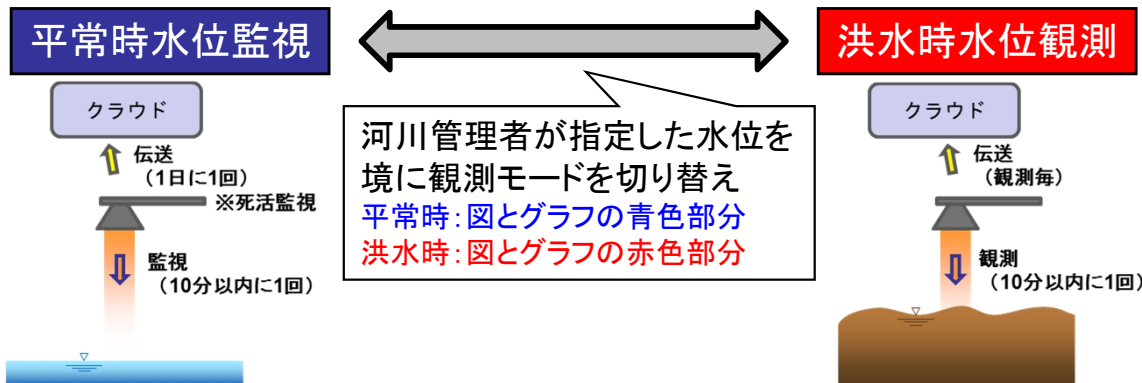 平常時水位監視
洪水時水位観測
クラウド
伝送
（1日に1回）
※死活監視
監視
（10分以内に1回）
河川管理者が指定した水位を
境に観測モードを切り替え
平常時：図とグラフの青色部分
洪水時：図とグラフの赤色部分
クラウド
伝送
（観測毎）
観測
（10分以内に1回）